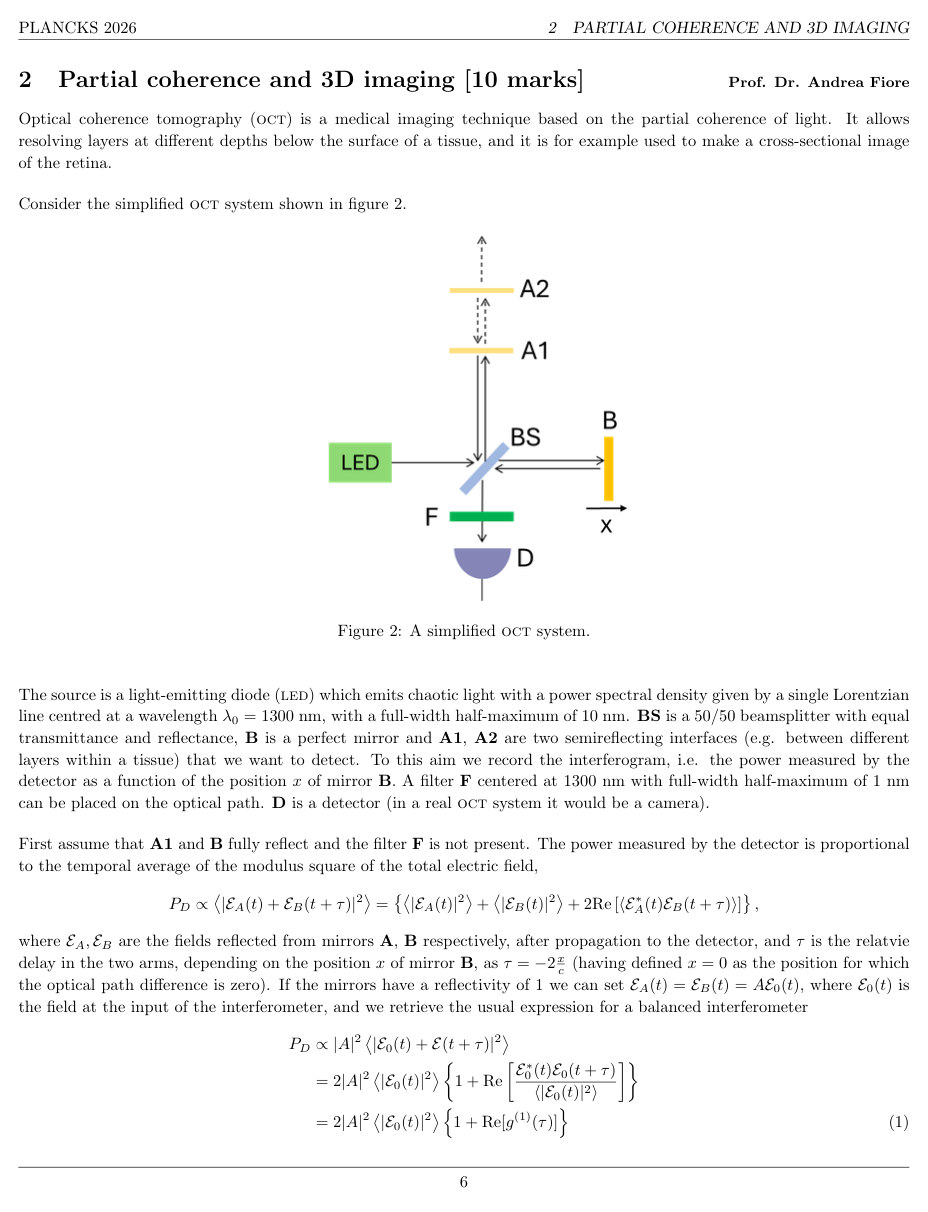 PLANCKS 2026
2 PARTIAL COHERENCE AND 3D IMAGING
2 Partial coherence and 3D imaging [10 marks]
Prof. Dr. Andrea Fiore
Optical coherence tomography (OCT) is a medical imaging technique based on the partial coherence of light. It allows
resolving layers at different depths below the surface of a tissue, and it is for example used to make a cross-sectional image
of the retina.
Consider the simplified OCT system shown in figure 2.
A2
A1
B
BS
LED
F
x
D
Figure 2: A simplified OCT system.
The source is a light-emitting diode (LED) which emits chaotic light with a power spectral density given by a single Lorentzian
line centred at a wavelength λ₀ = 1300 nm, with a full-width half-maximum of 10 nm. BS is a 50/50 beamsplitter with equal
transmittance and reflectance, B is a perfect mirror and A1, A2 are two semireflecting interfaces (e.g. between different
layers within a tissue) that we want to detect. To this aim we record the interferogram, i.e. the power measured by the
detector as a function of the position x of mirror B. A filter F centered at 1300 nm with full-width half-maximum of 1 nm
can be placed on the optical path. D is a detector (in a real OCT system it would be a camera).
First assume that A1 and B fully reflect and the filter F is not present. The power measured by the detector is proportional
to the temporal average of the modulus square of the total electric field,
P_D ∝ ⟨|ℰ_A(t) + ℰ_B(t + τ)|²⟩ = {⟨|ℰ_A(t)|²⟩ + ⟨|ℰ_B(t)|²⟩ + 2Re [⟨ℰ_A*(t)ℰ_B(t + τ)⟩]} ,
where ℰ_A, ℰ_B are the fields reflected from mirrors A, B respectively, after propagation to the detector, and τ is the relatvie
delay in the two arms, depending on the position x of mirror B, as τ = −2x/c (having defined x = 0 as the position for which
the optical path difference is zero). If the mirrors have a reflectivity of 1 we can set ℰ_A(t) = ℰ_B(t) = Aℰ₀(t), where ℰ₀(t) is
the field at the input of the interferometer, and we retrieve the usual expression for a balanced interferometer
P_D ∝ |A|² ⟨|ℰ₀(t) + ℰ(t + τ)|²⟩
= 2|A|² ⟨|ℰ₀(t)|²⟩ {1 + Re [ℰ₀*(t)ℰ₀(t + τ) / ⟨|ℰ₀(t)|²⟩]}
= 2|A|² ⟨|ℰ₀(t)|²⟩ {1 + Re[g⁽¹⁾(τ)]} (1)
6